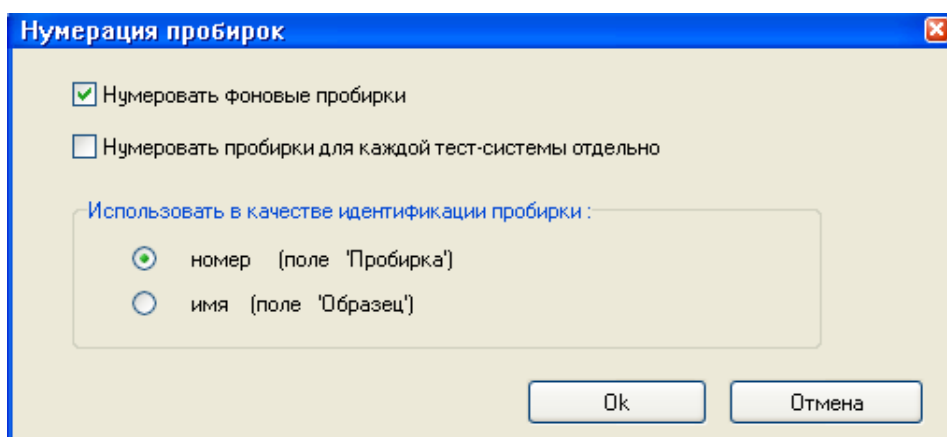 Нумерация пробирок
Нумеровать фоновые пробирки
Нумеровать пробирки для каждой тест-системы отдельно
Использовать в качестве идентификации пробирки :
номер (поле 'Пробирка')
имя (поле 'Образец')
Ok Отмена